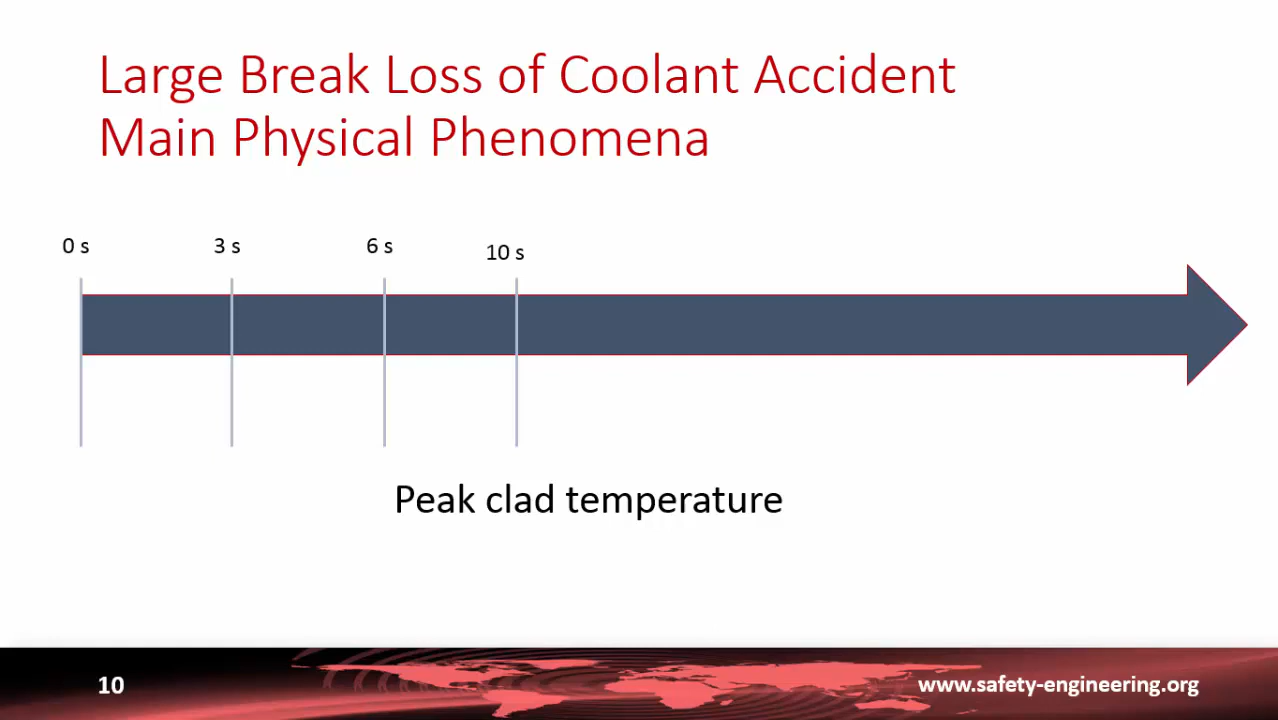 Large Break Loss of Coolant Accident
Main Physical Phenomena
0 s
3 s
6 s
10 s
Peak clad temperature
10
www.safety-engineering.org